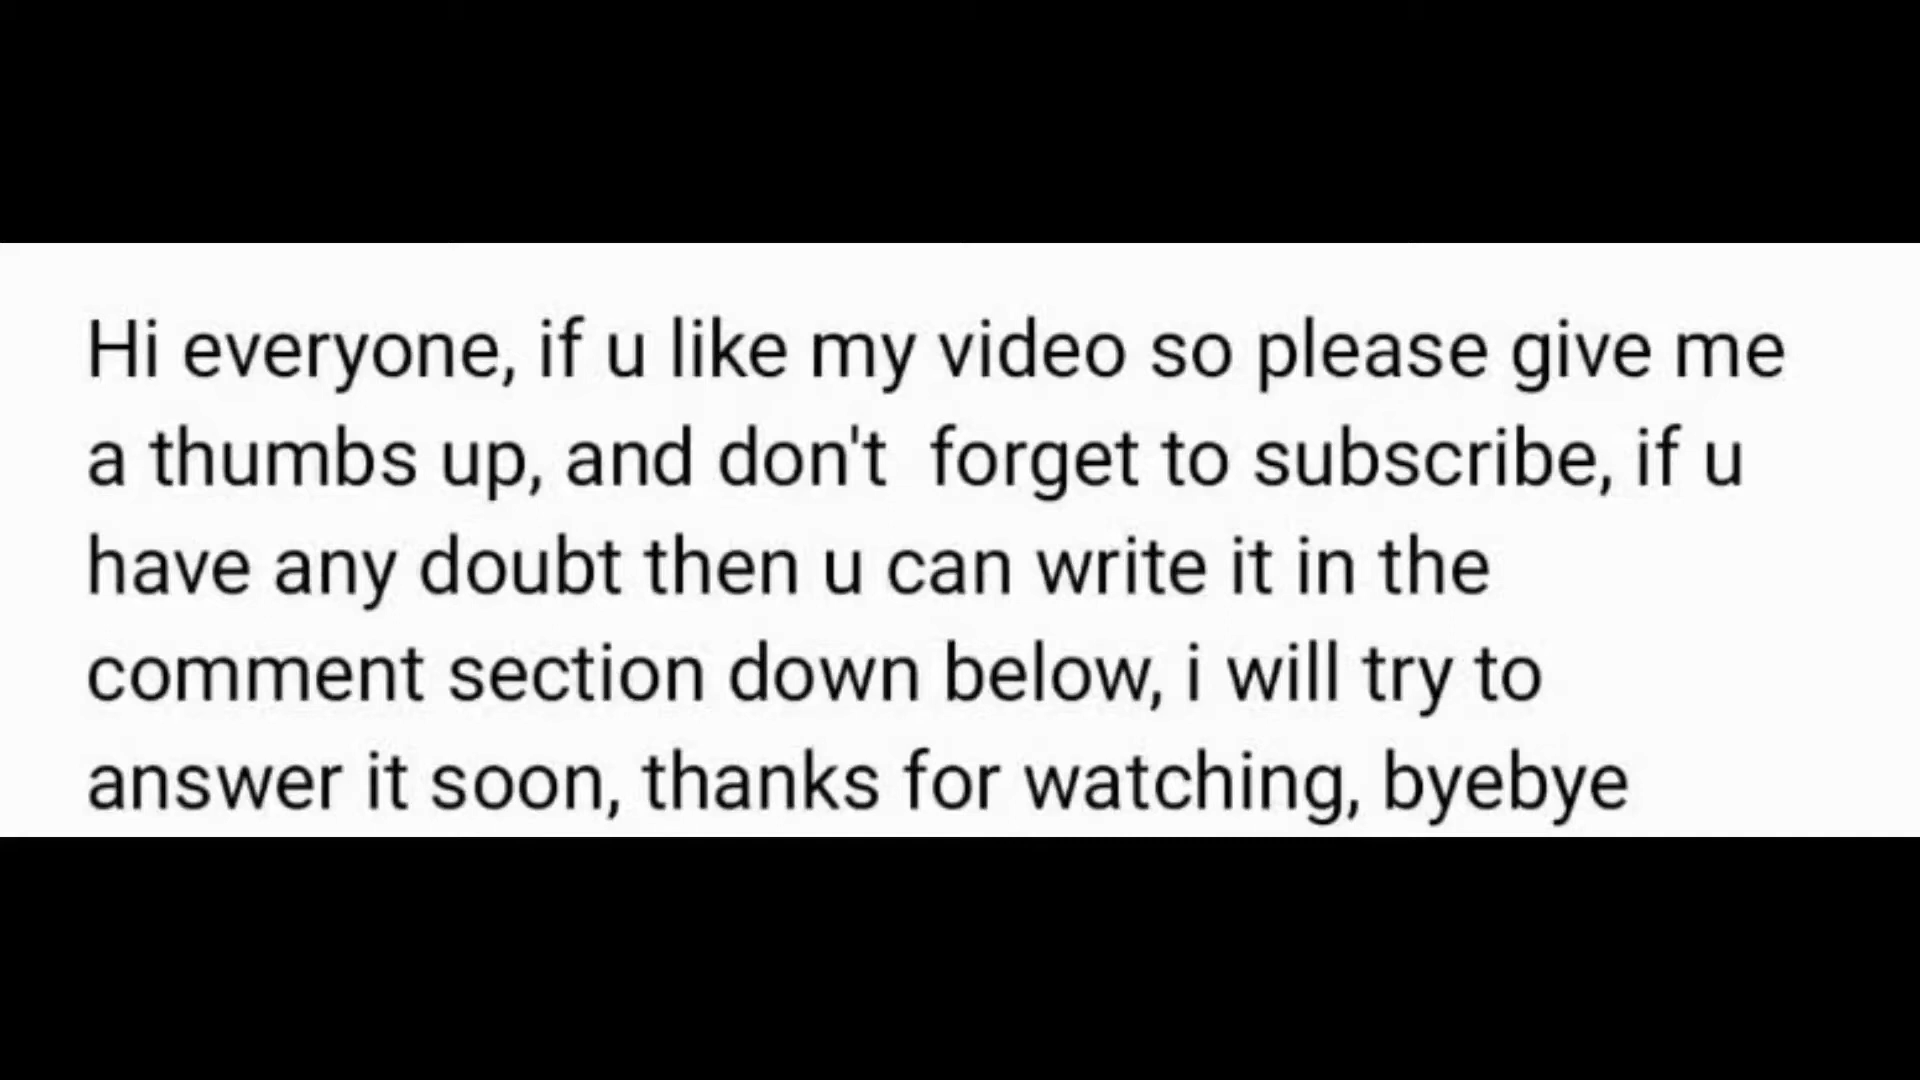 Hi everyone, if u like my video so please give me
a thumbs up, and don't  forget to subscribe, if u
have any doubt then u can write it in the
comment section down below, i will try to
answer it soon, thanks for watching, byebye